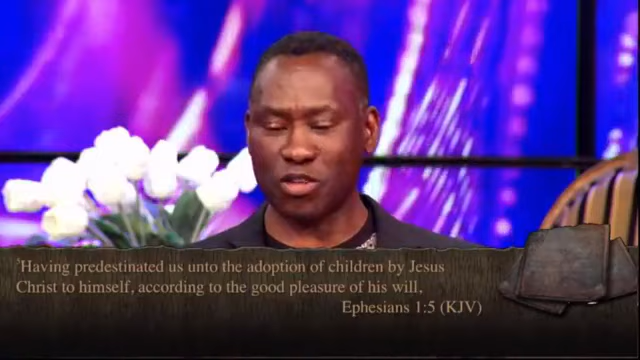 ⁵Having predestinated us unto the adoption of children by Jesus
Christ to himself, according to the good pleasure of his will,
Ephesians 1:5 (KJV)